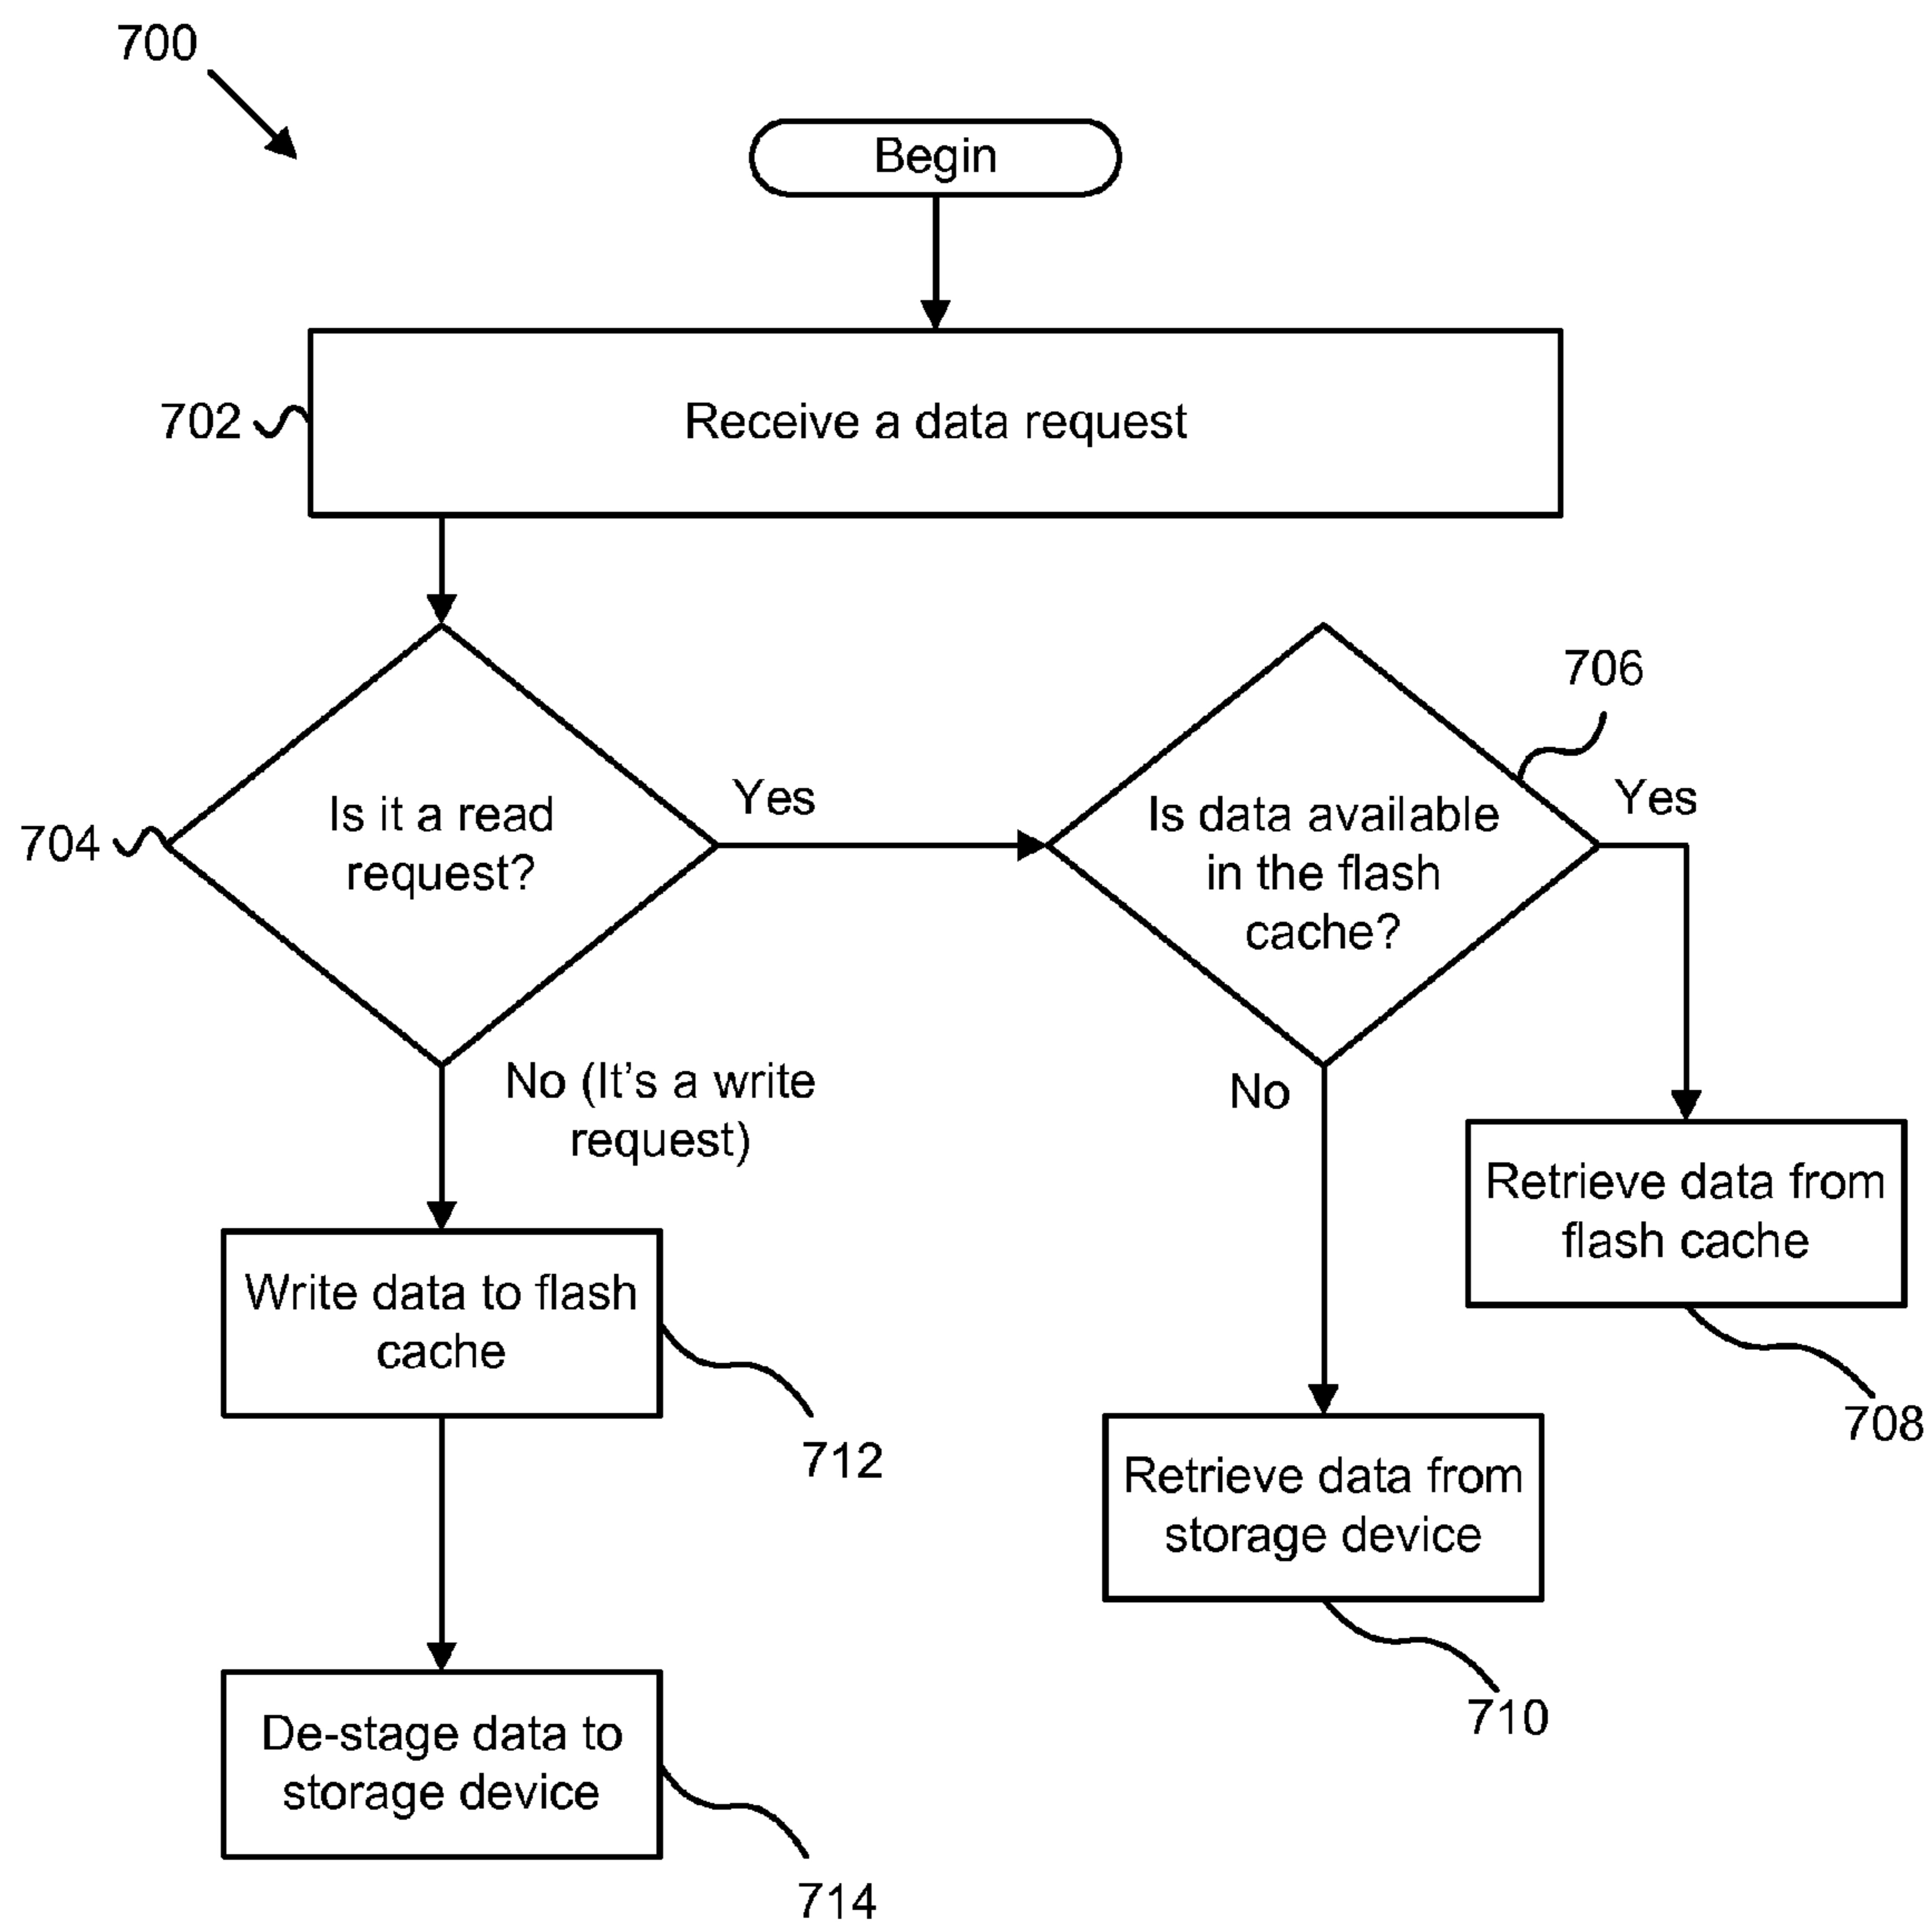 700
Begin
702
Receive a data request
706
704
Is it a read
request?
Yes
Is data available
in the flash
cache?
Yes
No (It's a write
request)
No
Write data to flash
cache
712
Retrieve data from
flash cache
708
Retrieve data from
storage device
710
De-stage data to
storage device
714